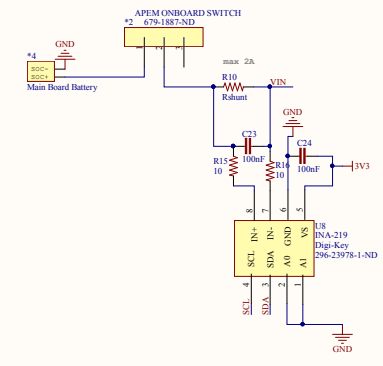 APEM ONBOARD SWITCH
*2 679-1887-ND
GND
*4
SOC-
SOC+
Main Board Battery
1
2
3
max 2A
R10
Rshunt
VIN
GND
C23
100nF
C24
100nF
R15
10
R16
10
3V3
8
7
6
5
IN+
IN-
GND
VS
U8
INA-219
Digi-Key
296-23978-1-ND
SCL
SDA
A0
A1
4
3
2
1
SCL
SDA
GND